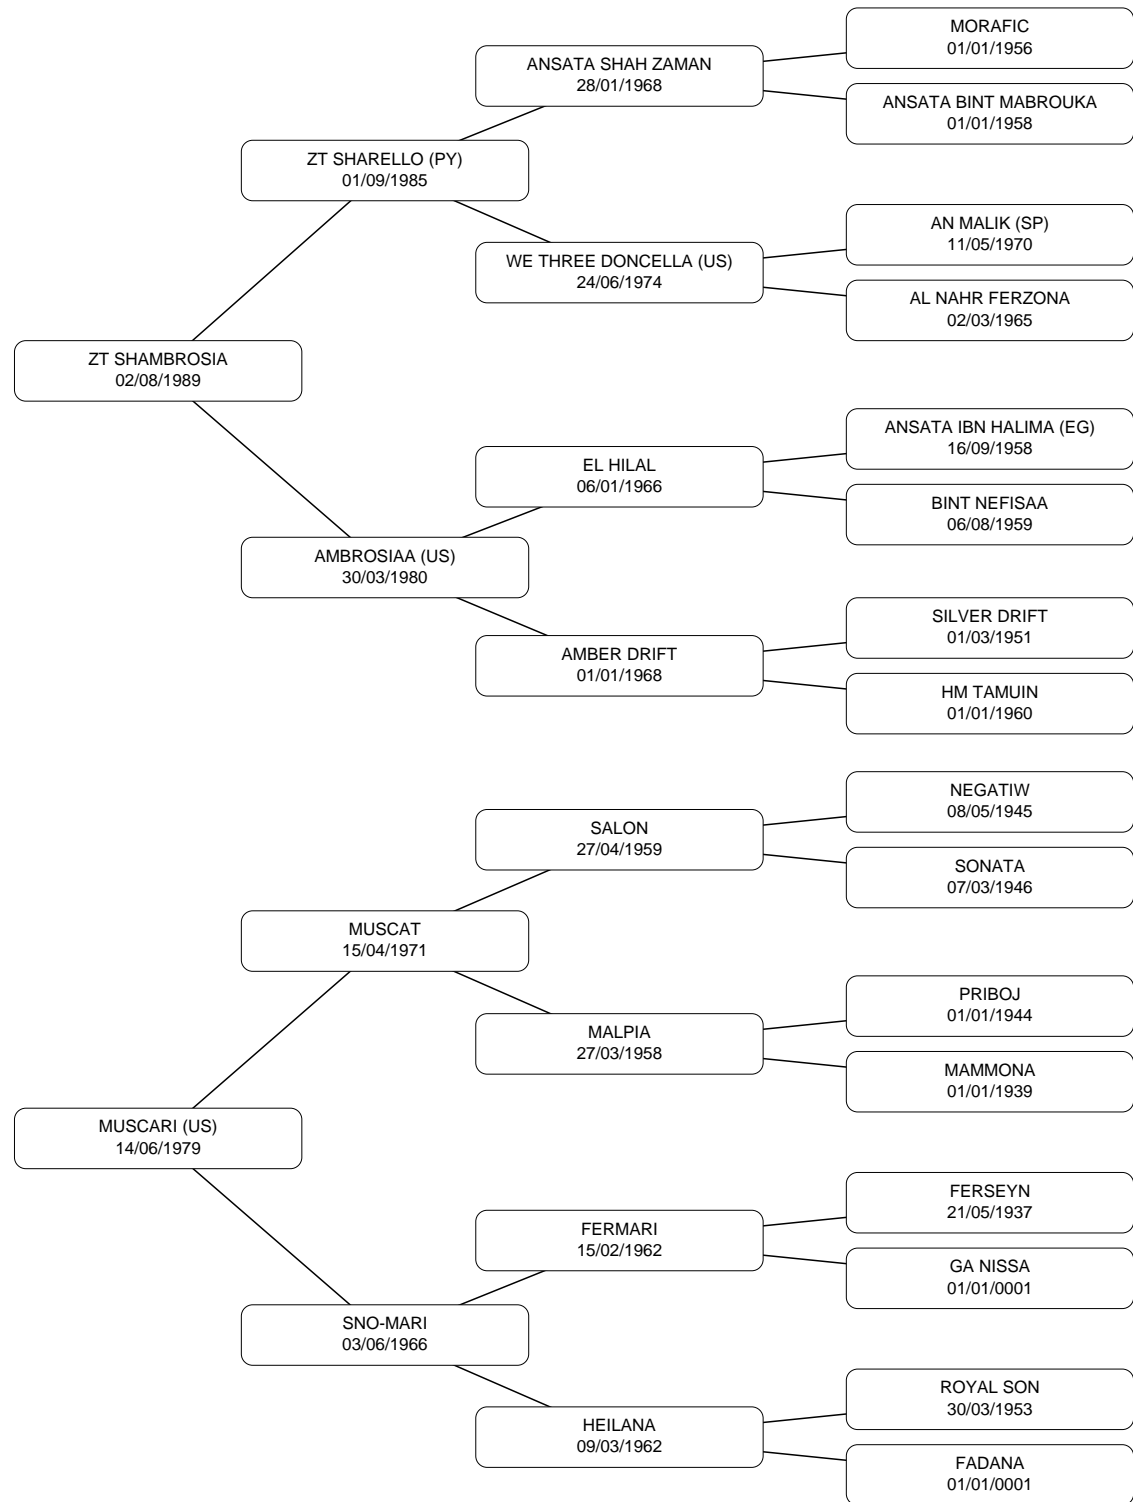 MORAFIC
01/01/1956
ANSATA SHAH ZAMAN
28/01/1968
ANSATA BINT MABROUKA
01/01/1958
ZT SHARELLO (PY)
01/09/1985
AN MALIK (SP)
11/05/1970
WE THREE DONCELLA (US)
24/06/1974
AL NAHR FERZONA
02/03/1965
ZT SHAMBROSIA
02/08/1989
ANSATA IBN HALIMA (EG)
16/09/1958
EL HILAL
06/01/1966
BINT NEFISAA
06/08/1959
AMBROSIAA (US)
30/03/1980
SILVER DRIFT
01/03/1951
AMBER DRIFT
01/01/1968
HM TAMUIN
01/01/1960
NEGATIW
08/05/1945
SALON
27/04/1959
SONATA
07/03/1946
MUSCAT
15/04/1971
PRIBOJ
01/01/1944
MALPIA
27/03/1958
MAMMONA
01/01/1939
MUSCARI (US)
14/06/1979
FERSEYN
21/05/1937
FERMARI
15/02/1962
GA NISSA
01/01/0001
SNO-MARI
03/06/1966
ROYAL SON
30/03/1953
HEILANA
09/03/1962
FADANA
01/01/0001